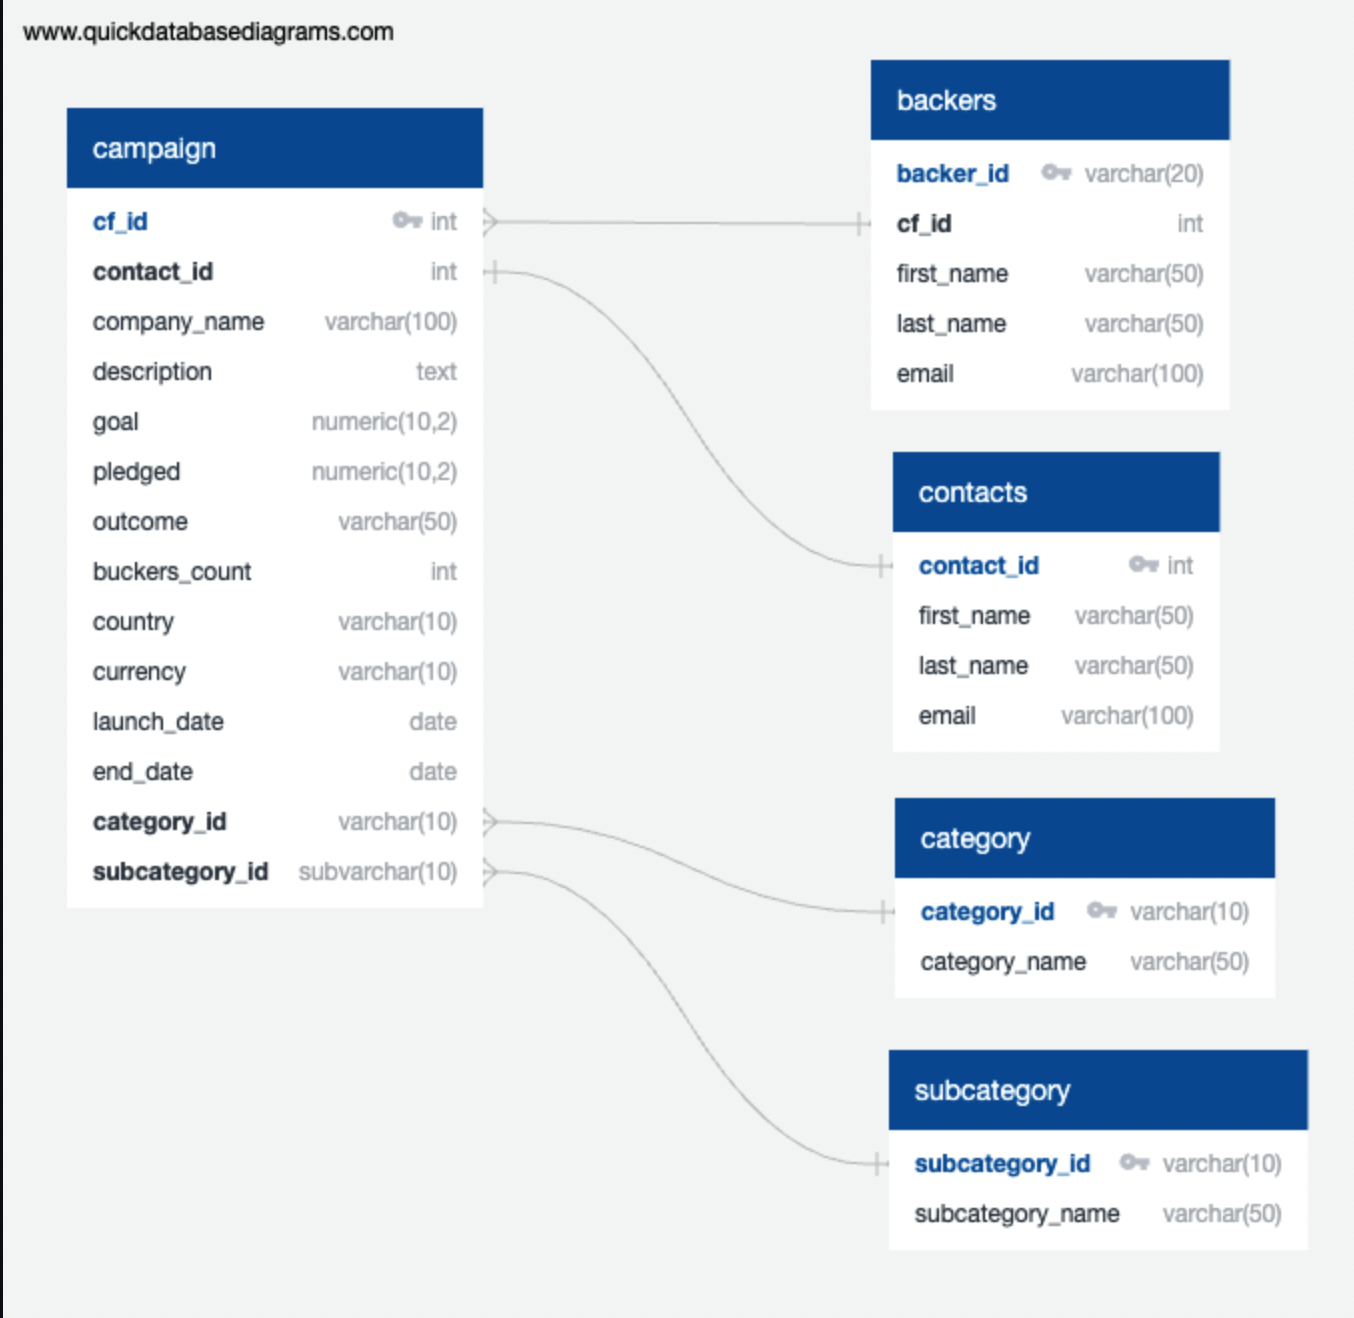 www.quickdatabasediagrams.com
campaign
cf_id int
contact_id int
company_name varchar(100)
description text
goal numeric(10,2)
pledged numeric(10,2)
outcome varchar(50)
buckers_count int
country varchar(10)
currency varchar(10)
launch_date date
end_date date
category_id varchar(10)
subcategory_id subvarchar(10)
backers
backer_id varchar(20)
cf_id int
first_name varchar(50)
last_name varchar(50)
email varchar(100)
contacts
contact_id int
first_name varchar(50)
last_name varchar(50)
email varchar(100)
category
category_id varchar(10)
category_name varchar(50)
subcategory
subcategory_id varchar(10)
subcategory_name varchar(50)